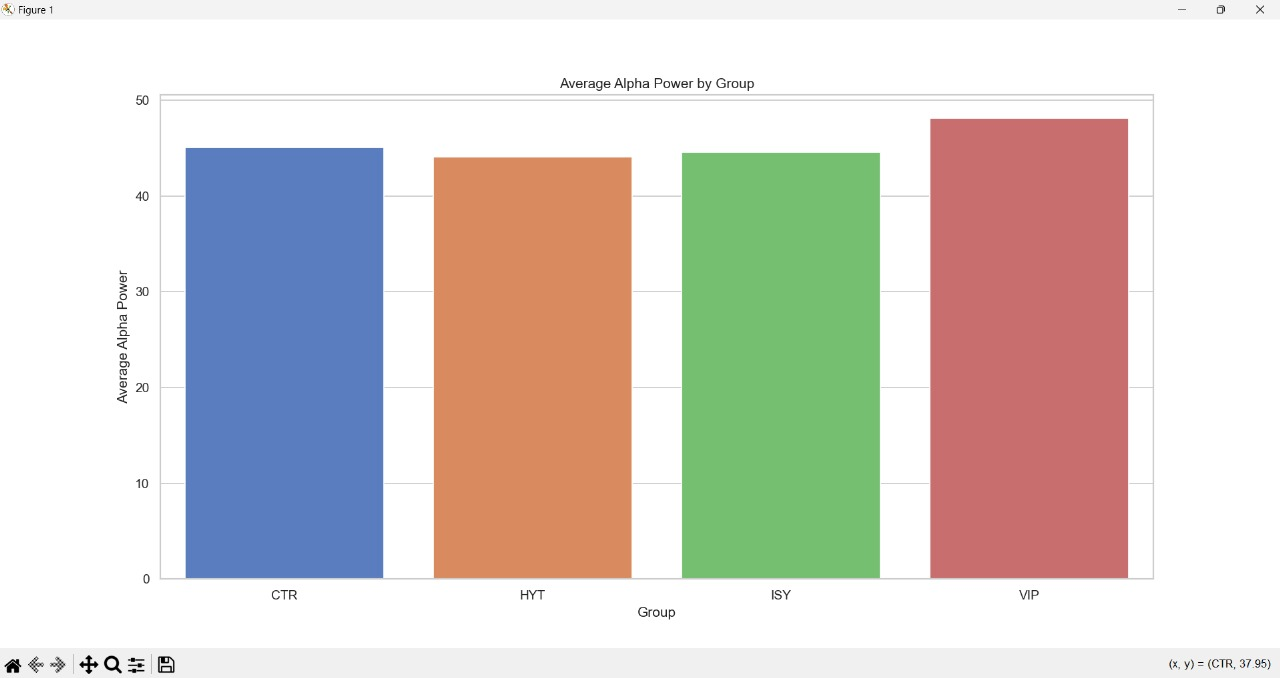 Figure 1
Average Alpha Power by Group
50
40
30
20
10
0
Average Alpha Power
CTR HYT ISY VIP
Group
(x, y) = (CTR, 37.95)